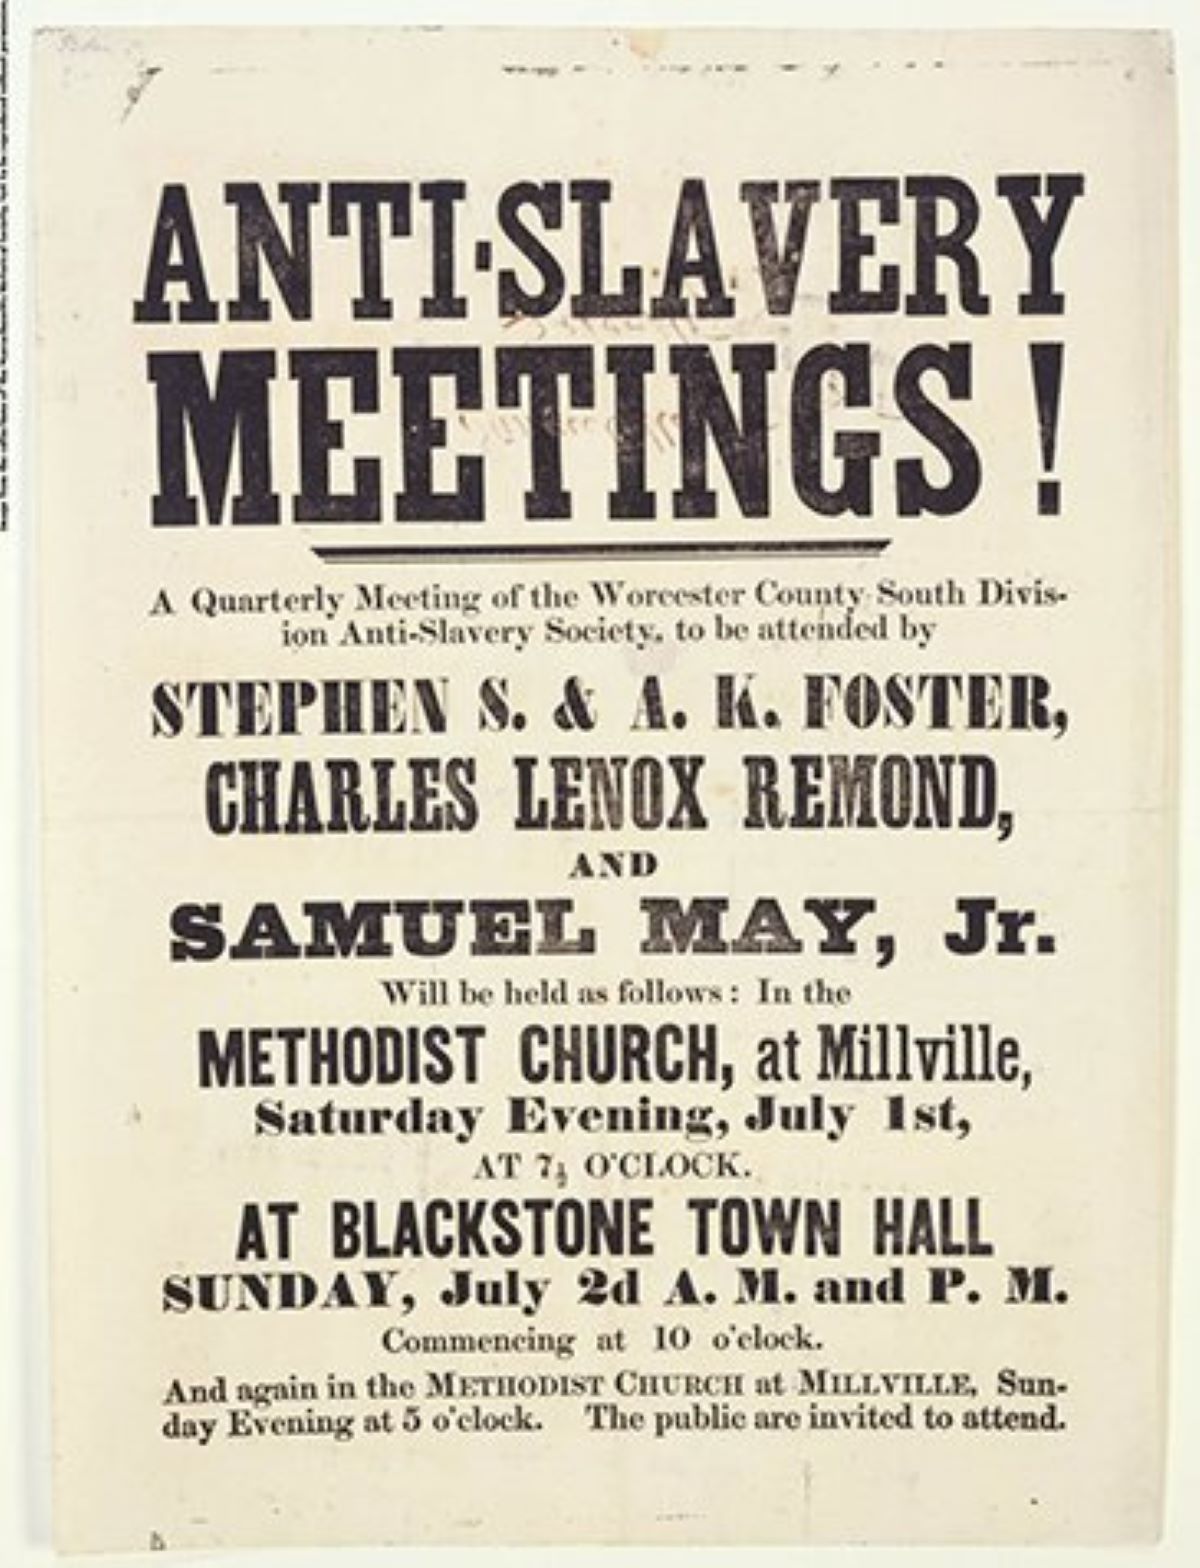 ANTI-SLAVERY
MEETINGS!
A Quarterly Meeting of the Worcester County South Divis-
ion Anti-Slavery Society, to be attended by
STEPHEN S. & A. K. FOSTER,
CHARLES LENOX REMOND,
AND
SAMUEL MAY, Jr.
Will be held as follows: In the
METHODIST CHURCH, at Millville,
Saturday Evening, July 1st,
AT 7½ O'CLOCK.
AT BLACKSTONE TOWN HALL
SUNDAY, July 2d A. M. and P. M.
Commencing at 10 o'clock.
And again in the METHODIST CHURCH at MILLVILLE, Sun-
day Evening at 5 o'clock. The public are invited to attend.